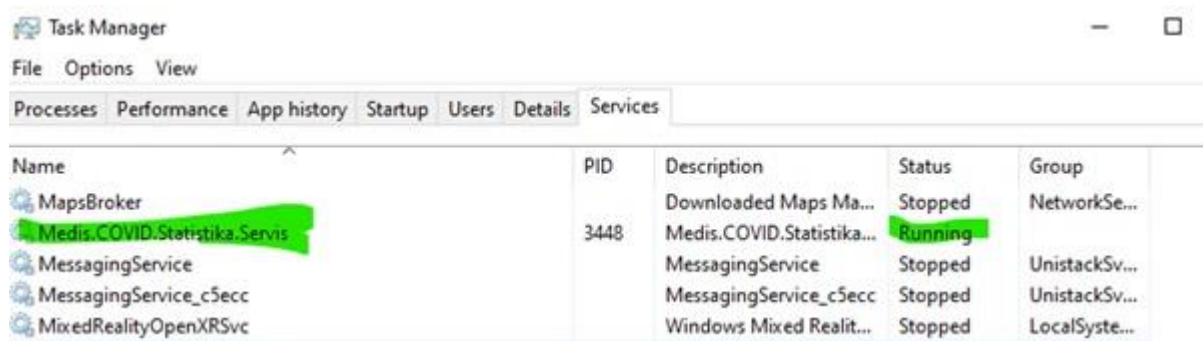 Task Manager
File Options View
Processes Performance App history Startup Users Details Services
Name PID Description Status Group
MapsBroker Downloaded Maps Ma... Stopped NetworkSe...
Medis.COVID.Statistika.Servis 3448 Medis.COVID.Statistika... Running
MessagingService MessagingService Stopped UnistackSv...
MessagingService_c5ecc MessagingService_c5ecc Stopped UnistackSv...
MixedRealityOpenXRSvc Windows Mixed Realit... Stopped LocalSyste...